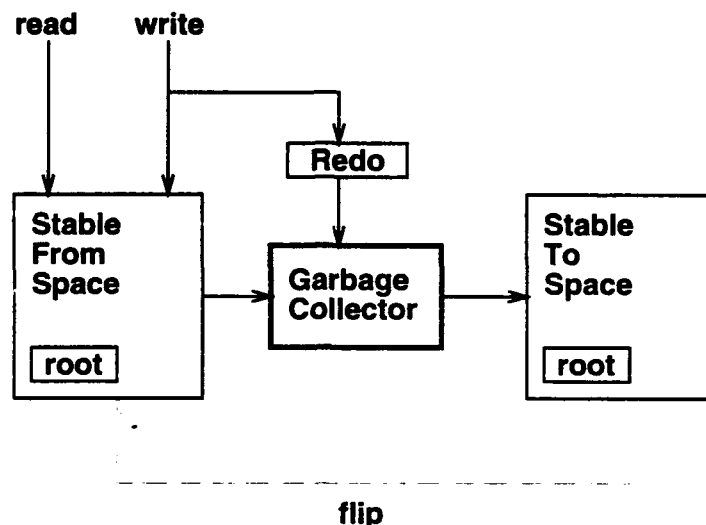 read write
Redo
Stable
From
Space
root
Garbage
Collector
Stable
To
Space
root
flip